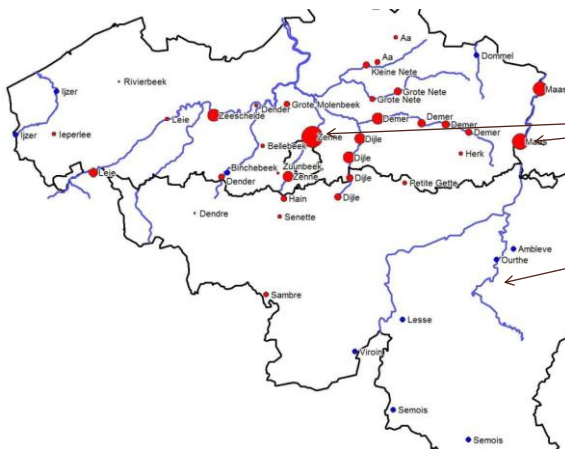 Aa
Dommel
Aa
Kleine Nete
Maas
Rivierbeek
Ijzer
Grote Nete
Grote Nete
Dender
Grote Molenbeek
Zeeschelde
Leie
Demer
Demer
Demer
Demer
Ijzer
Ieperlee
Zenne
Dijle
Maas
Bellebeek
Herk
Dijle
Binchebeek
Zuunbeek
Leie
Dender
Zenne
Dijle
Petite Gette
Hain
Dijle
Dendre
Senette
Ambleve
Ourthe
Sambre
Lesse
Viroin
Semois
Semois